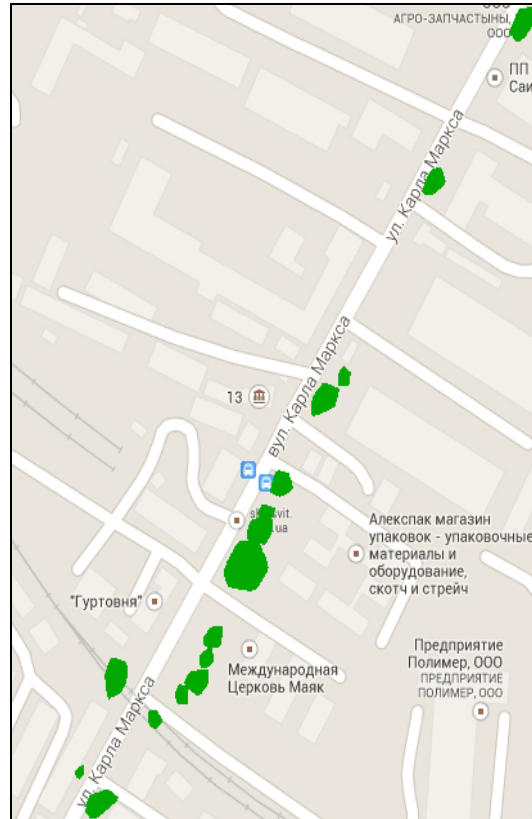 АГРО-ЗАПЧАСТЫНЫ,
ООО
ПП
ул. Карла Маркса
вул. Карла Маркса
13
ua
Алекспак магазин
упаковок - упаковочные
материалы и
оборудование,
скотч и стрейч
"Гуртовня"
Международная
Церковь Маяк
Предприятие
Полимер, ООО
ПРЕДПРИЯТИЕ
ПОЛИМЕР, ООО
ул. Карла Маркса